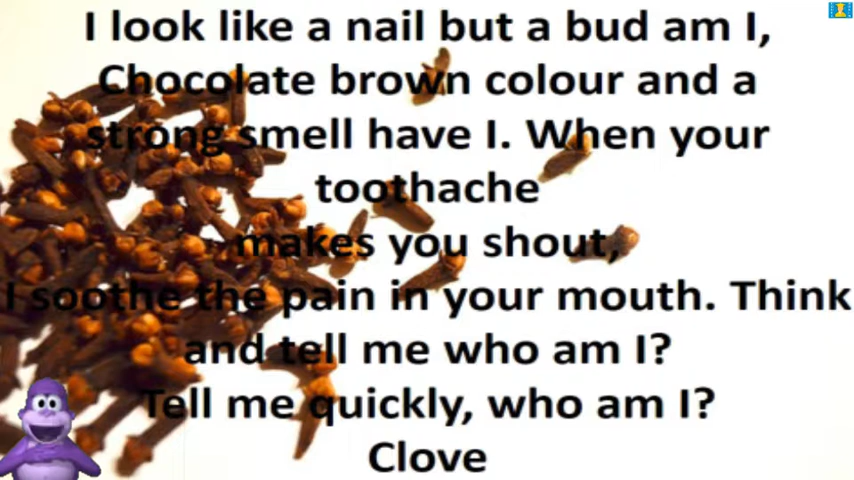 I look like a nail but a bud am I,
Chocolate brown colour and a
strong smell have I. When your
toothache
makes you shout,
I soothe the pain in your mouth. Think
and tell me who am I?
Tell me quickly, who am I?
Clove